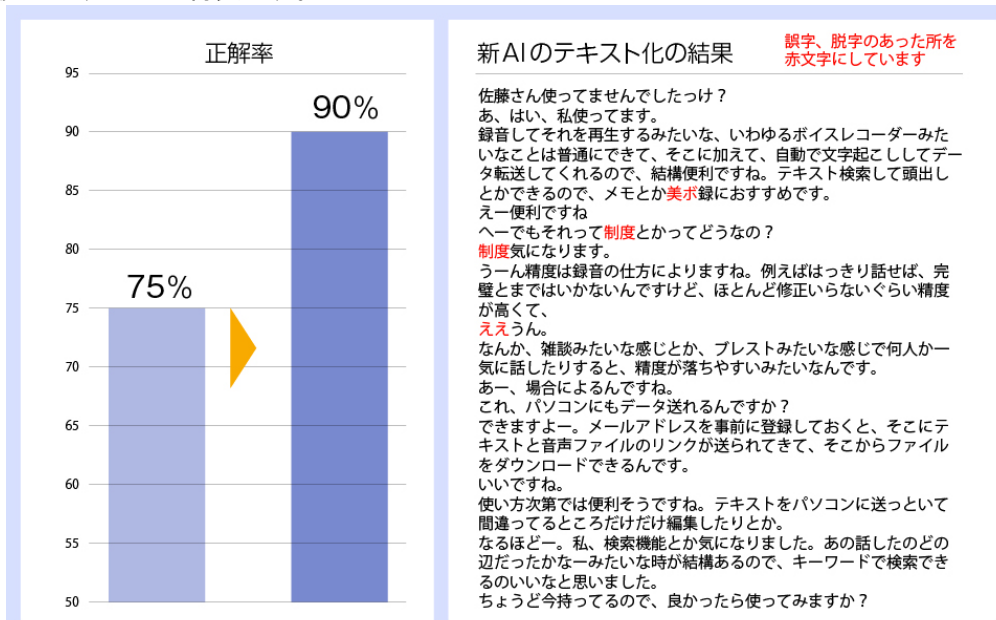 正解率
95
90
85
80
75
70
65
60
55
50
75%
90%
新AIのテキスト化の結果
誤字、脱字のあった所を
赤文字にしています
佐藤さん使ってませんでしたっけ？
あ、はい、私使ってます。
録音してそれを再生するみたいな、いわゆるボイスレコーダーみた
いなことは普通にできて、そこに加えて、自動で文字起こししてデー
タ転送してくれるので、結構便利ですね。テキスト検索して頭出し
とかできるので、メモとか美ボ録におすすめです。
えー便利ですね
へーでもそれって制度とかってどうなの？
制度気になります。
うーん精度は録音の仕方によりますね。例えばはっきり話せば、完
璧とまではいかないんですけど、ほとんど修正いらないぐらい精度
が高くて、
ええうん。
なんか、雑談みたいな感じとか、ブレストみたいな感じで何人か一
気に話したりすると、精度が落ちやすいみたいなんです。
あー、場合によるんですね。
これ、パソコンにもデータ送れるんですか？
できますよー。メールアドレスを事前に登録しておくと、そこにテ
キストと音声ファイルのリンクが送られてきて、そこからファイル
をダウンロードできるんです。
いいですね。
使い方次第では便利そうですね。テキストをパソコンに送っといて
間違ってるところだけだけ編集したりとか。
なるほどー。私、検索機能とか気になりました。あの話したのどの
辺だったかなーみたいな時が結構あるので、キーワードで検索でき
るのいいなと思いました。
ちょうど今持ってるので、良かったら使ってみますか？